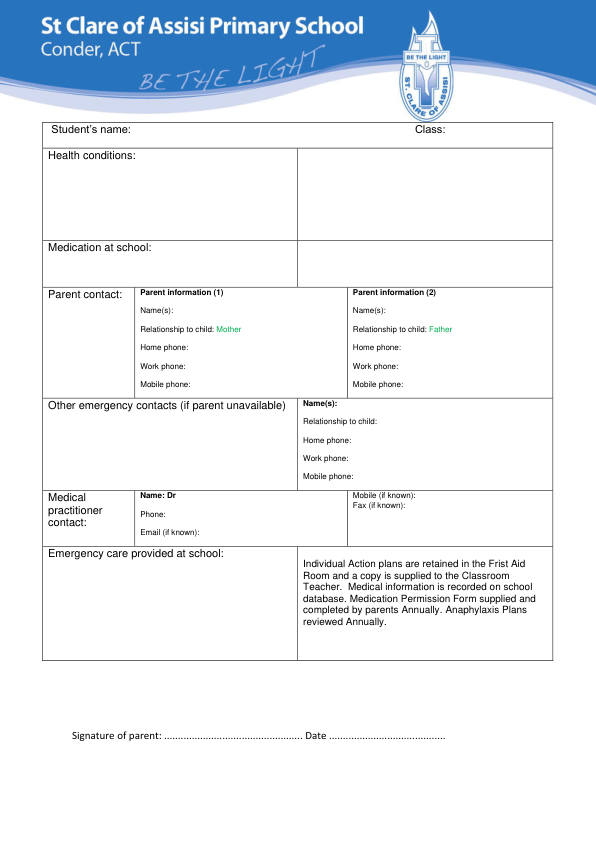 St Clare of Assisi Primary School
Conder, ACT
BE THE LIGHT
BE THE LIGHT
ST. CLARE OF ASSISI
Student’s name: Class:
Health conditions:
Medication at school:
Parent contact:
Parent information (1)
Name(s):
Relationship to child: Mother
Home phone:
Work phone:
Mobile phone:
Parent information (2)
Name(s):
Relationship to child: Father
Home phone:
Work phone:
Mobile phone:
Other emergency contacts (if parent unavailable)
Name(s):
Relationship to child:
Home phone:
Work phone:
Mobile phone:
Medical
practitioner
contact:
Name: Dr
Phone:
Email (if known):
Mobile (if known):
Fax (if known):
Emergency care provided at school:
Individual Action plans are retained in the Frist Aid
Room and a copy is supplied to the Classroom
Teacher.  Medical information is recorded on school
database. Medication Permission Form supplied and
completed by parents Annually. Anaphylaxis Plans
reviewed Annually.
Signature of parent: .................................................. Date ..........................................